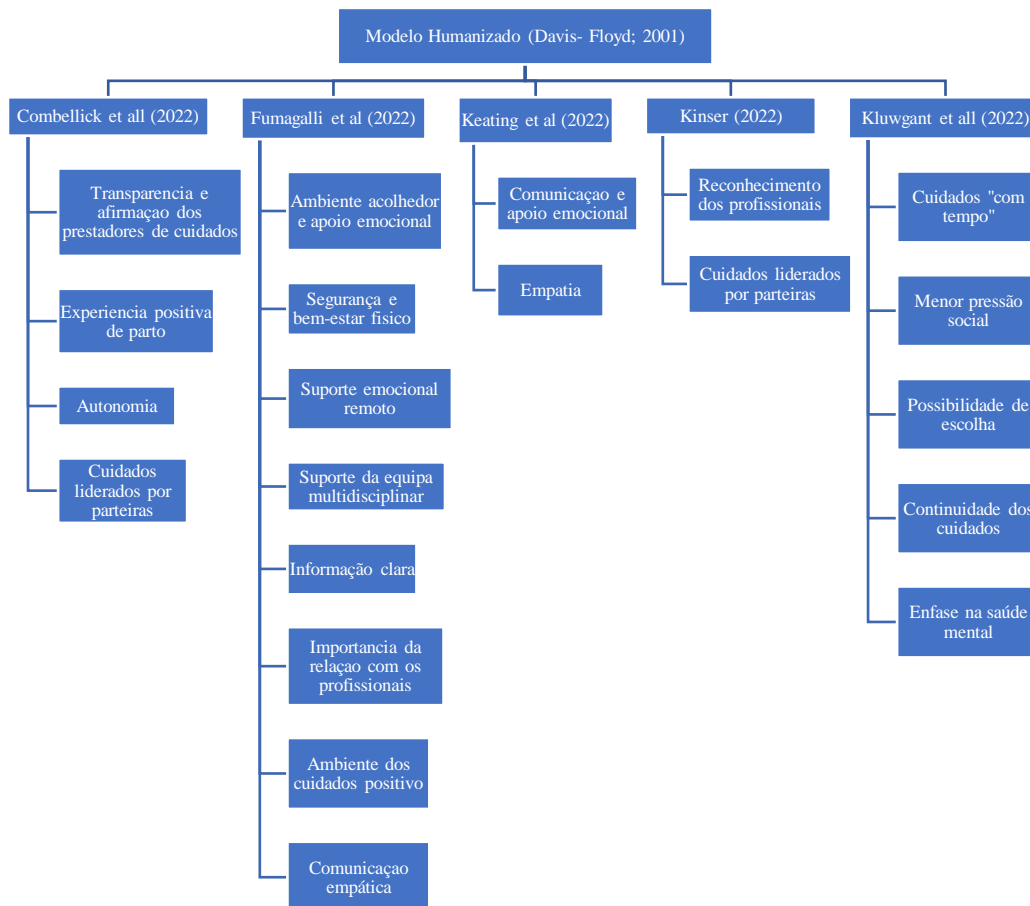 Modelo Humanizado (Davis- Floyd; 2001)
Combellick et all (2022)
Transparencia e
afirmaçao dos
prestadores de cuidados
Experiencia positiva
de parto
Autonomia
Cuidados
liderados por
parteiras
Fumagalli et al (2022)
Ambiente acolhedor
e apoio emocional
Segurança e
bem-estar fisico
Suporte emocional
remoto
Suporte da equipa
multidisciplinar
Informação clara
Importancia da
relaçao com os
profissionais
Ambiente dos
cuidados positivo
Comunicaçao
empática
Keating et al (2022)
Comunicaçao e
apoio emocional
Empatia
Kinser (2022)
Reconhecimento
dos profissionais
Cuidados liderados
por parteiras
Kluwgant et all (2022)
Cuidados "com
tempo"
Menor pressão
social
Possibilidade de
escolha
Continuidade dos
cuidados
Enfase na saúde
mental